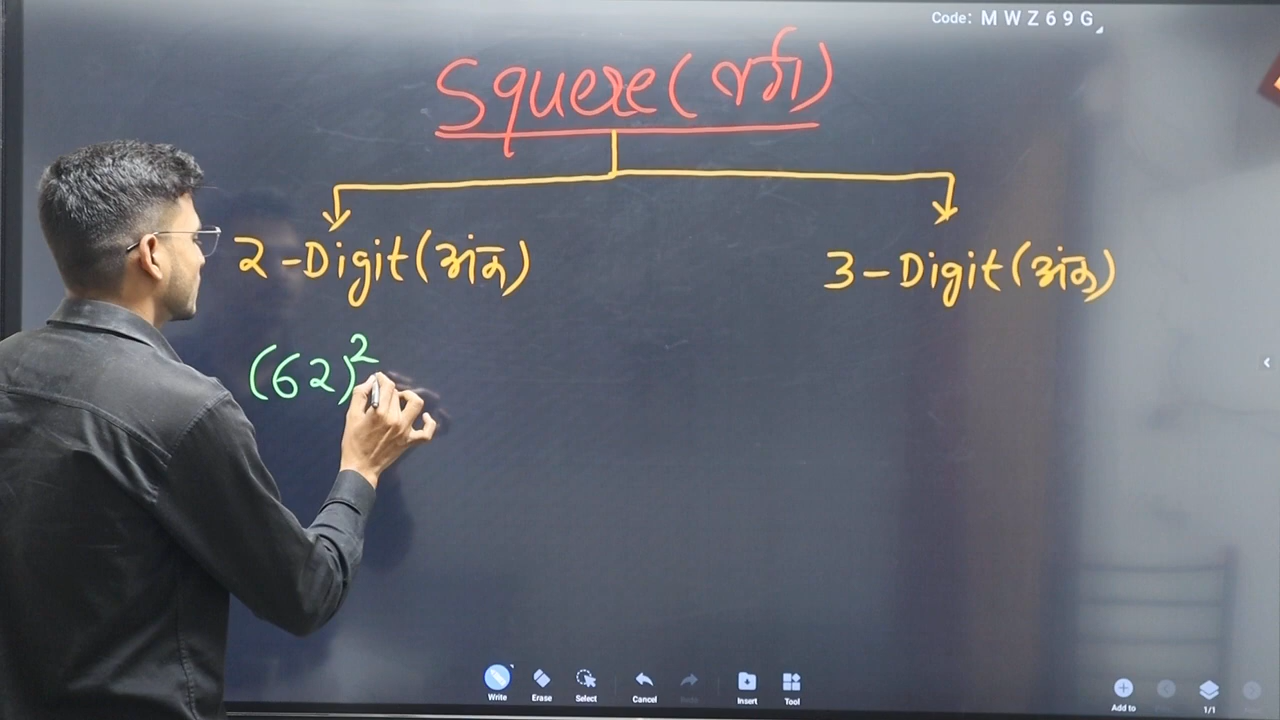 Code: MWZ69G
Squere (वर्ग)
2-Digit (अंक) 3-Digit (अंक)
(62)²
Write Erase Select Cancel Insert Tool Add to 1/1